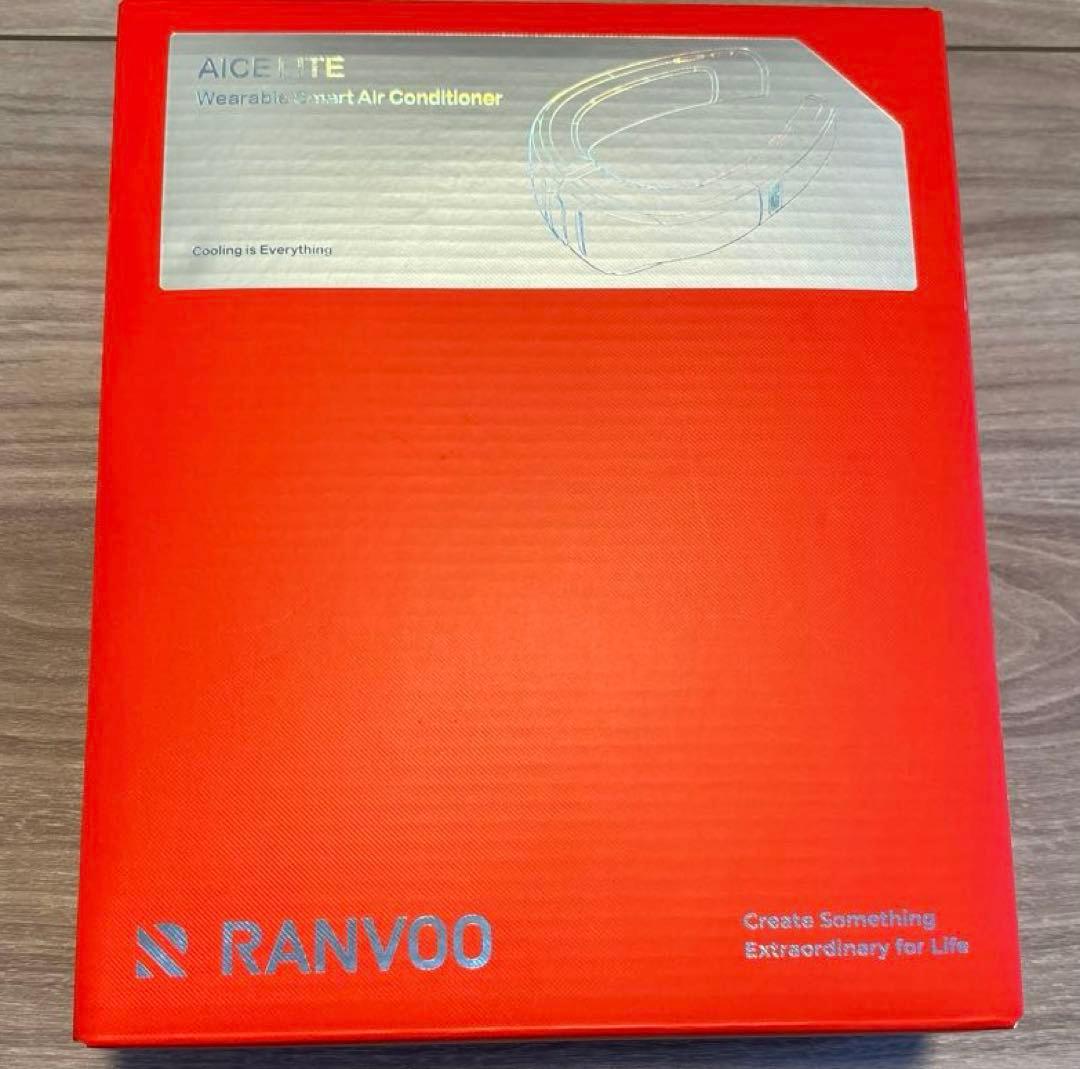 AICE LITE
Wearable Smart Air Conditioner
Cooling is Everything
RANVOO
Create Something
Extraordinary for Life